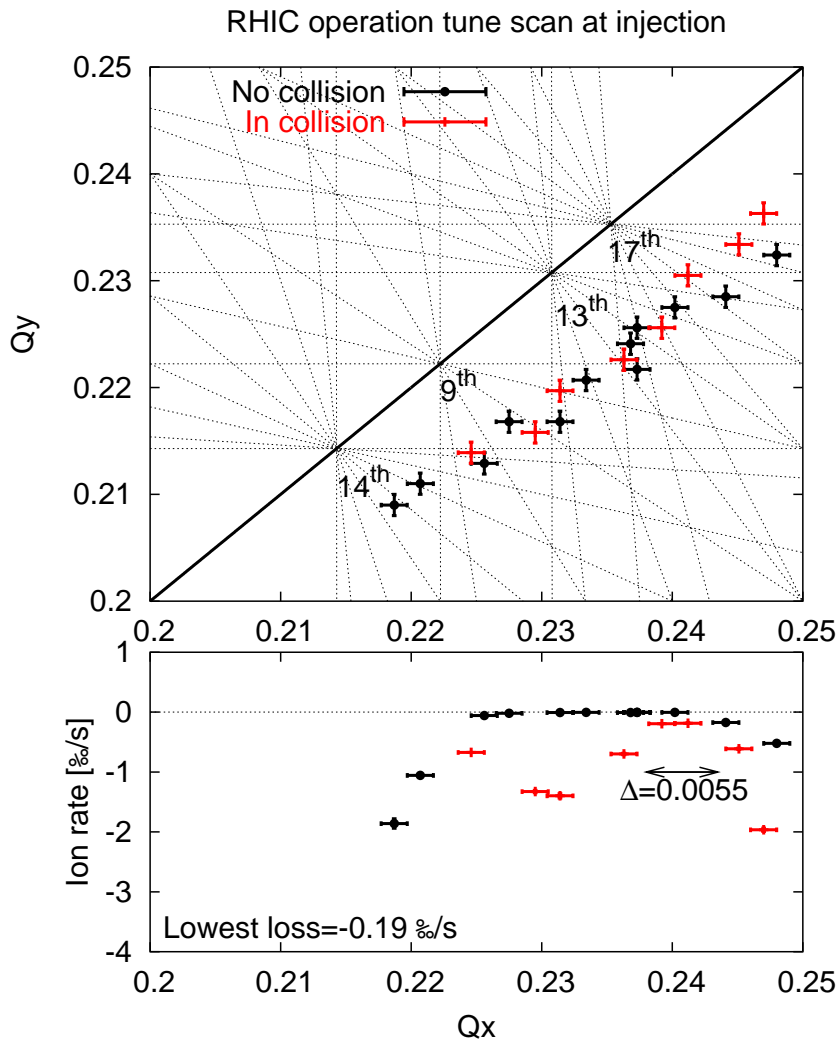 RHIC operation tune scan at injection
0.25
No collision
In collision
0.24
17th
0.23
13th
Qy
0.22
9th
0.21
14th
0.2
0.2 0.21 0.22 0.23 0.24 0.25
1
0
-1
Δ=0.0055
Ion rate [‰/s]
-2
-3
Lowest loss=-0.19 ‰/s
-4
0.2 0.21 0.22 0.23 0.24 0.25
Qx